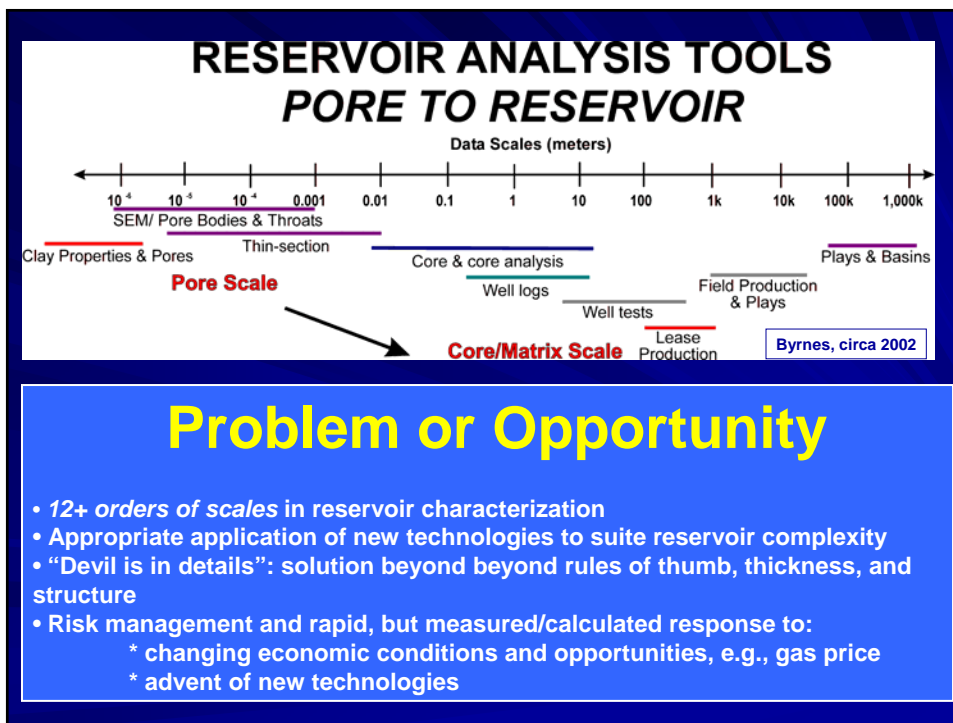 RESERVOIR ANALYSIS TOOLS
PORE TO RESERVOIR
Data Scales (meters)
10⁻⁶ 10⁻⁵ 10⁻⁴ 0.001 0.01 0.1 1 10 100 1k 10k 100k 1,000k
SEM/ Pore Bodies & Throats
Thin-section
Clay Properties & Pores
Core & core analysis
Plays & Basins
Pore Scale
Well logs
Field Production
& Plays
Well tests
Lease
Production
Core/Matrix Scale
Byrnes, circa 2002
Problem or Opportunity
• 12+ orders of scales in reservoir characterization
• Appropriate application of new technologies to suite reservoir complexity
• “Devil is in details”: solution beyond beyond rules of thumb, thickness, and
structure
• Risk management and rapid, but measured/calculated response to:
* changing economic conditions and opportunities, e.g., gas price
* advent of new technologies